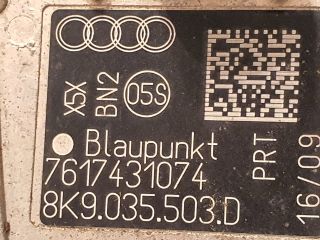 X5X
BN2
05S
Blaupunkt
7617431074
8K9.035.503.D
PRT
16/09